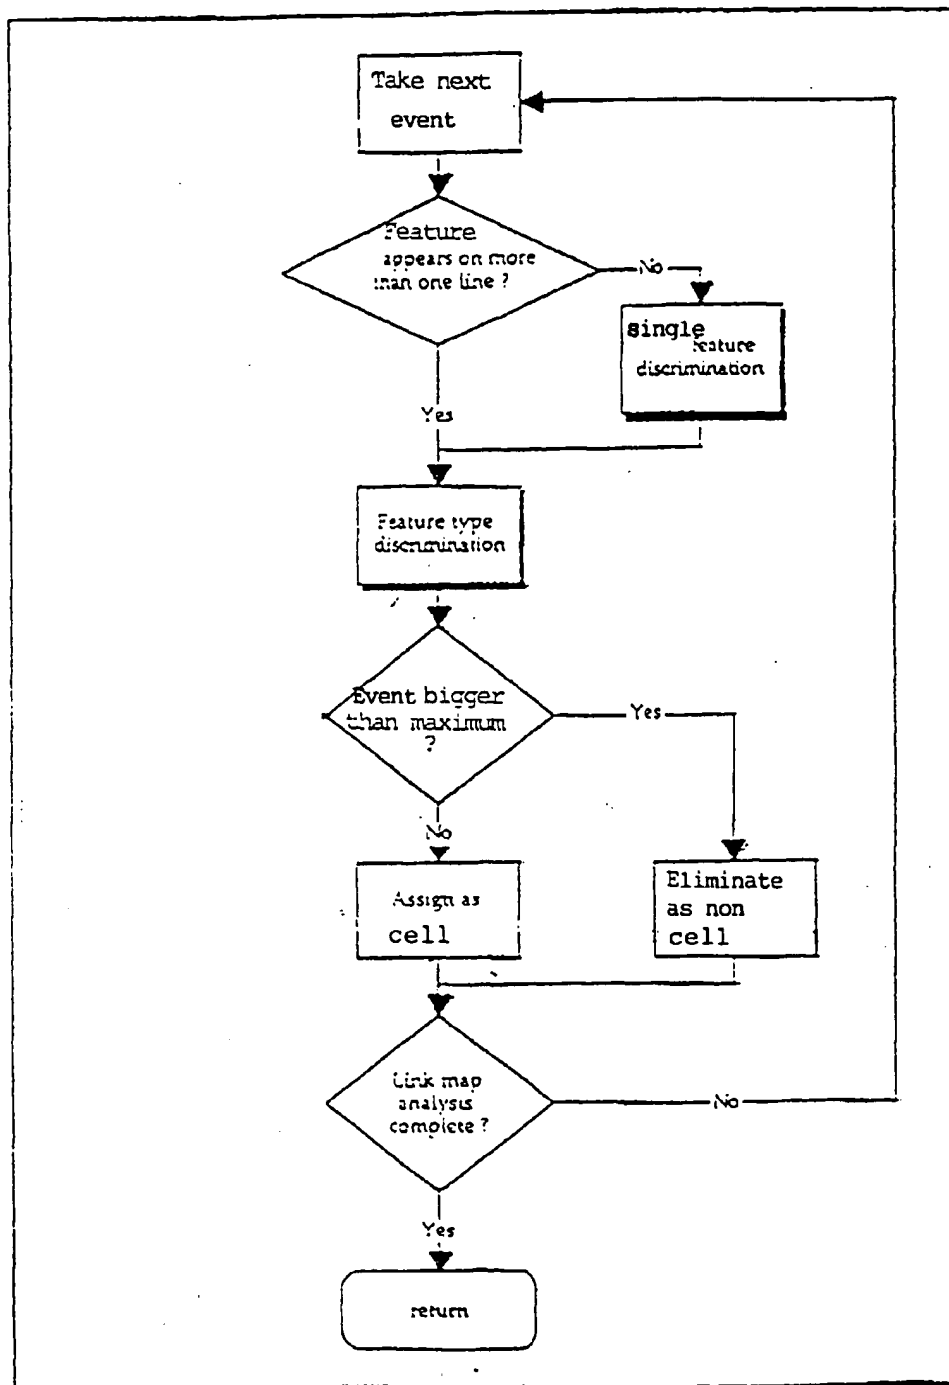 Take next
event
Feature
appears on more
than one line ?
No
single
feature
discrimination
Yes
Feature type
discrimination
Event bigger
than maximum
?
Yes
No
Assign as
cell
Eliminate
as non
cell
Link map
analysis
complete ?
No
Yes
return